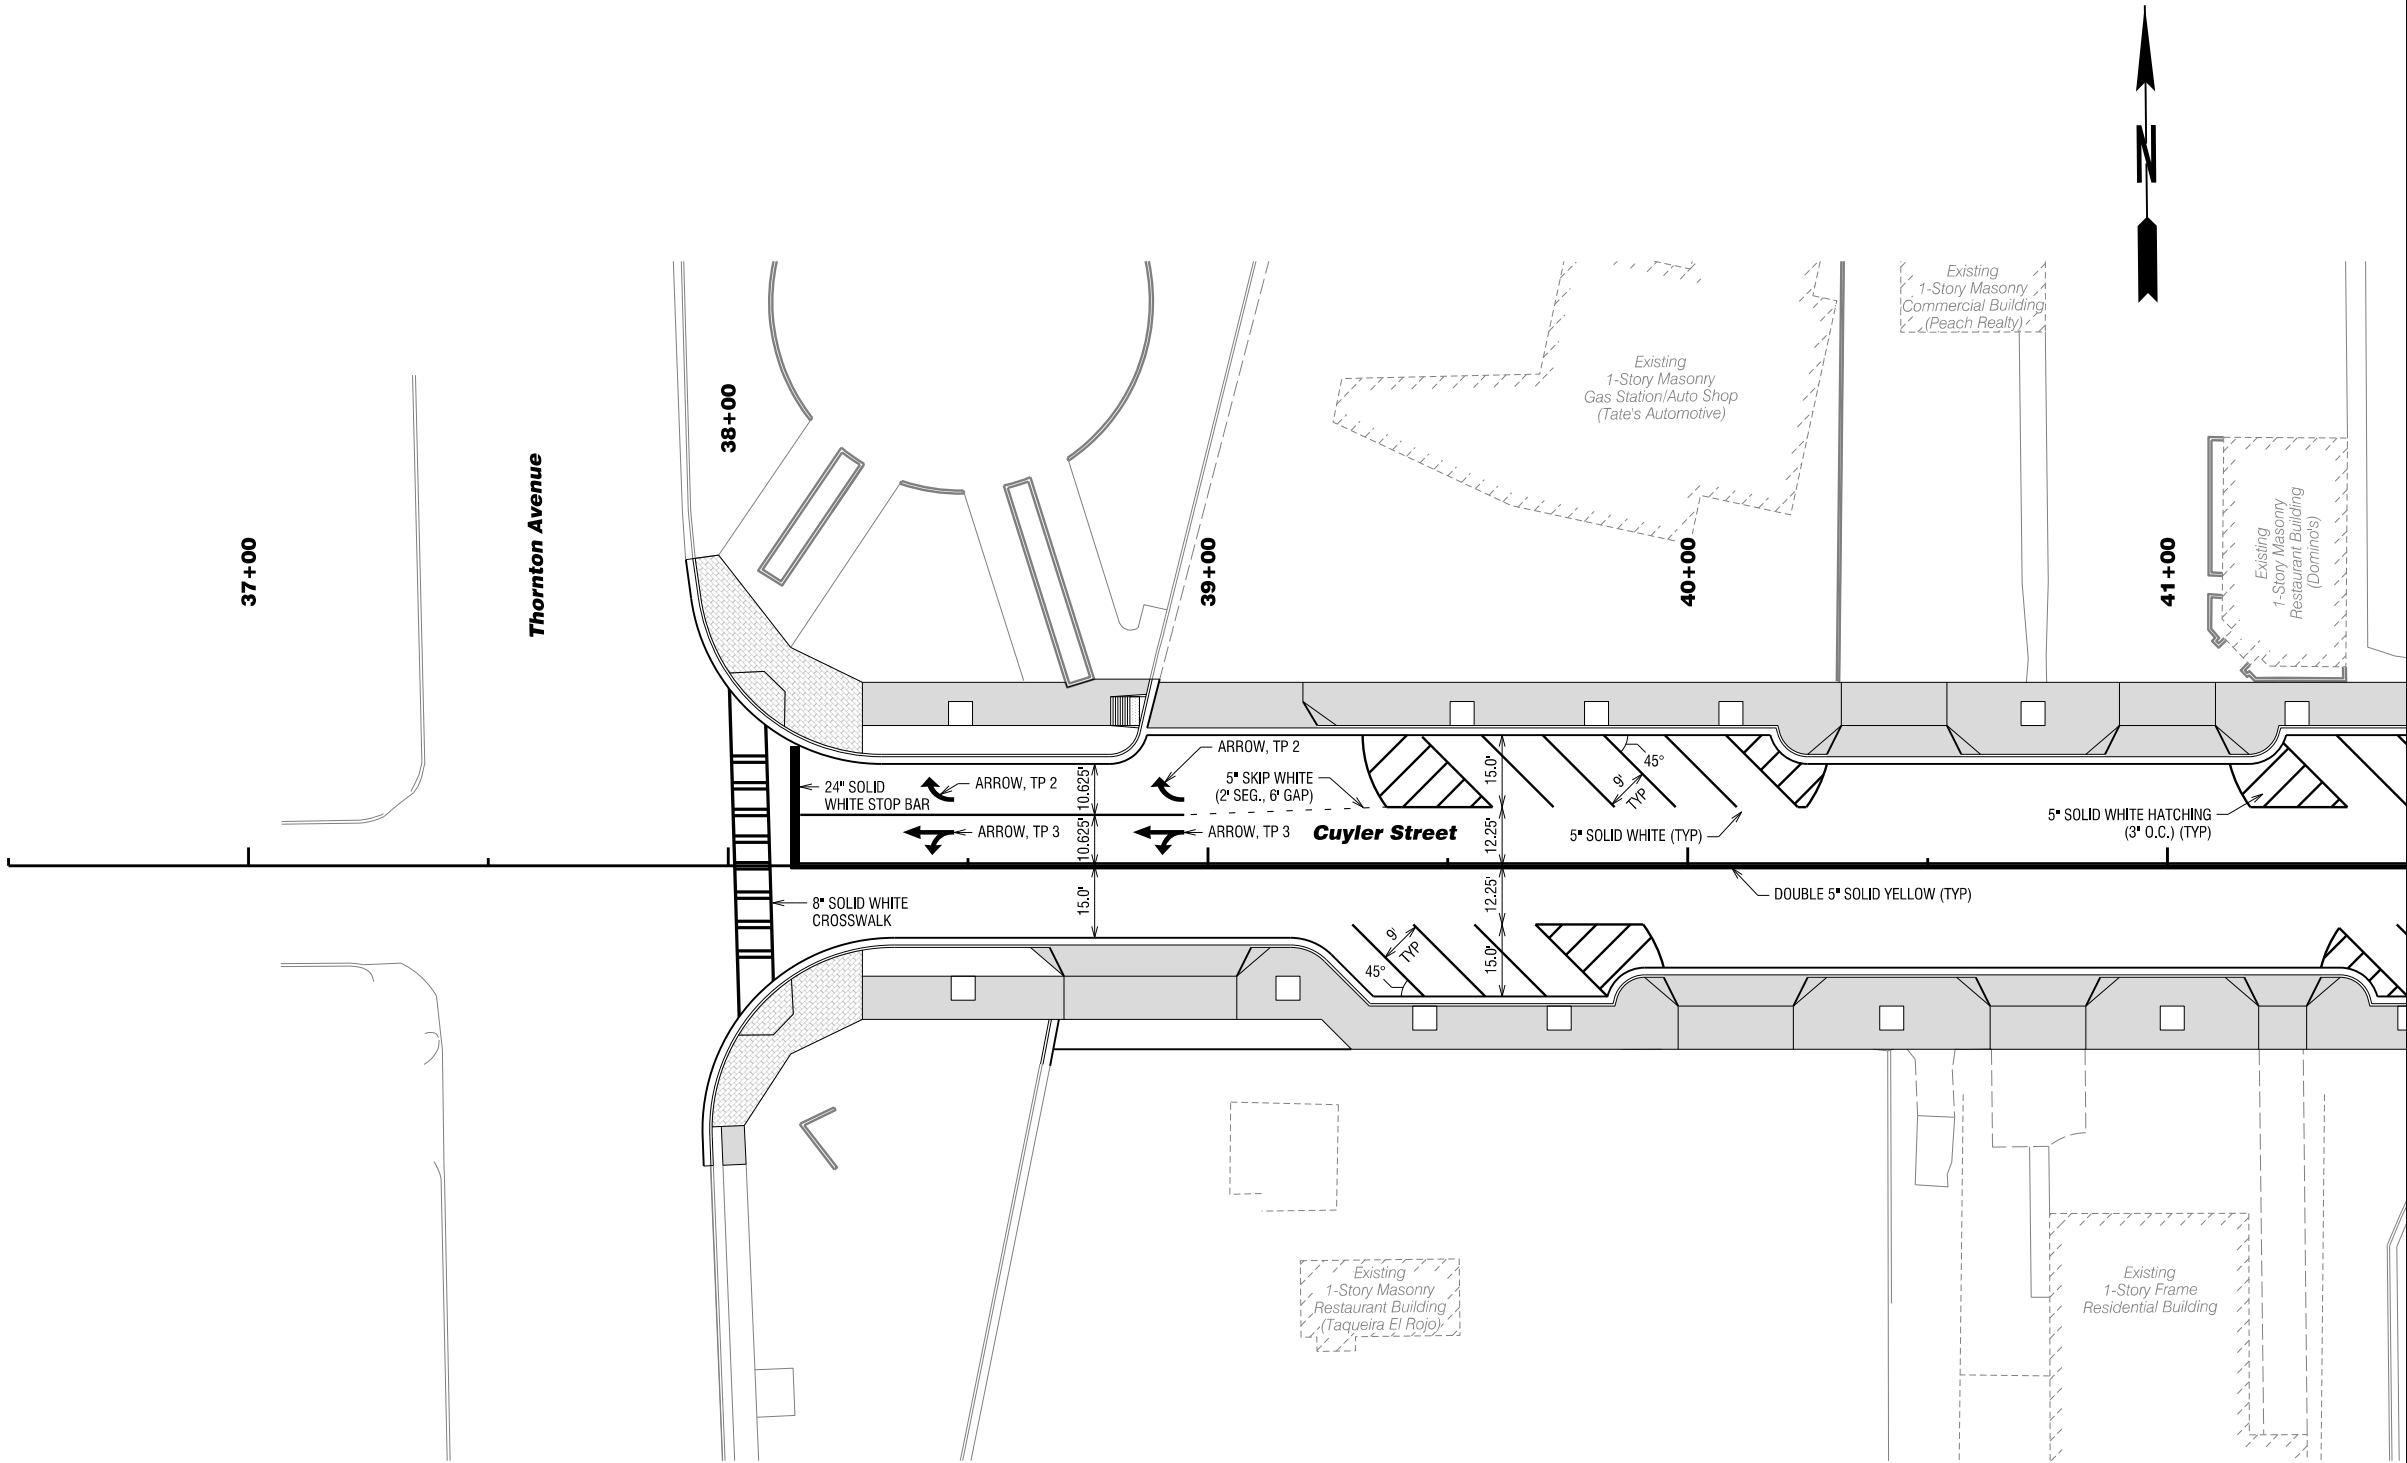 N
Existing
1-Story Masonry
Commercial Building
(Peach Realty)
Existing
1-Story Masonry
Gas Station/Auto Shop
(Tate's Automotive)
38+00
Thornton Avenue
37+00
39+00
40+00
41+00
Existing
1-Story Masonry
Restaurant Building
(Domino's)
ARROW, TP 2
ARROW, TP 2
24" SOLID
WHITE STOP BAR
10.625'
5" SKIP WHITE
(2' SEG., 6' GAP)
15.0'
45°
9'
TYP
ARROW, TP 3
ARROW, TP 3
10.625'
Cuyler Street
12.25'
5" SOLID WHITE (TYP)
5" SOLID WHITE HATCHING
(3" O.C.) (TYP)
8" SOLID WHITE
CROSSWALK
15.0'
12.25'
DOUBLE 5" SOLID YELLOW (TYP)
9'
TYP
45°
15.0'
Existing
1-Story Masonry
Restaurant Building
(Taqueira El Rojo)
Existing
1-Story Frame
Residential Building